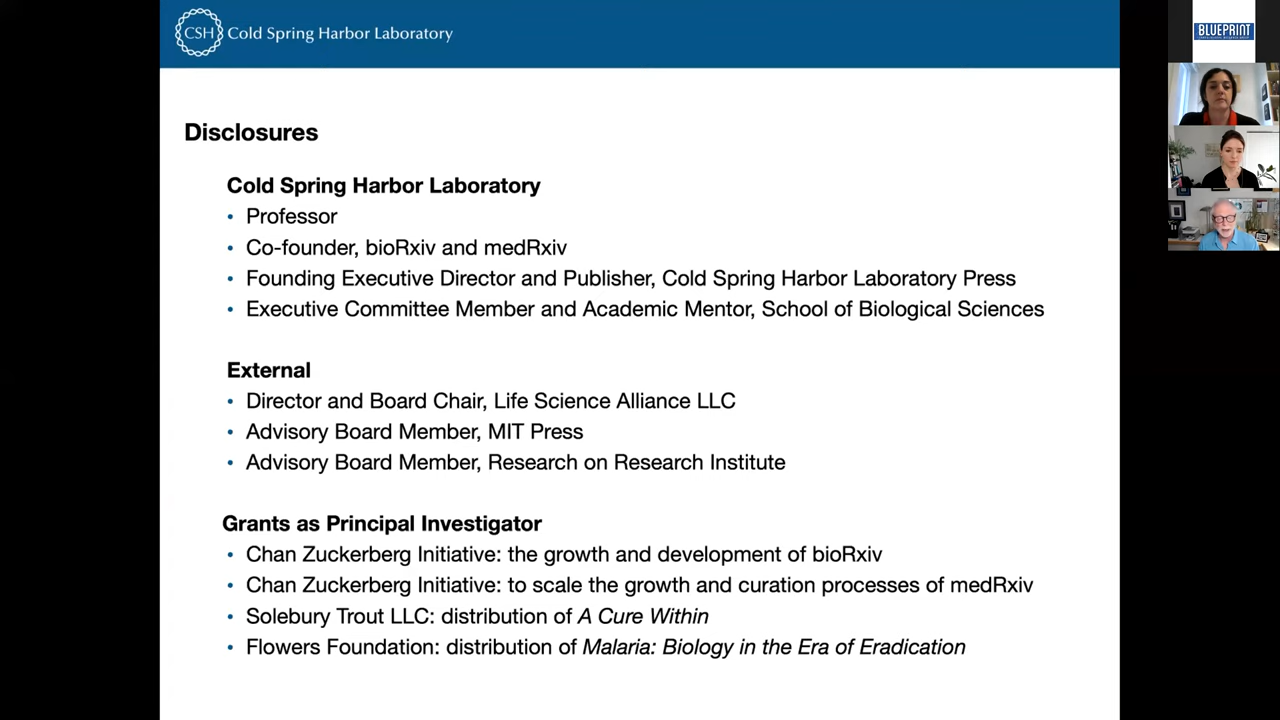 CSH Cold Spring Harbor Laboratory
BLUEPRINT
Disclosures
Cold Spring Harbor Laboratory
• Professor
• Co-founder, bioRxiv and medRxiv
• Founding Executive Director and Publisher, Cold Spring Harbor Laboratory Press
• Executive Committee Member and Academic Mentor, School of Biological Sciences
External
• Director and Board Chair, Life Science Alliance LLC
• Advisory Board Member, MIT Press
• Advisory Board Member, Research on Research Institute
Grants as Principal Investigator
• Chan Zuckerberg Initiative: the growth and development of bioRxiv
• Chan Zuckerberg Initiative: to scale the growth and curation processes of medRxiv
• Solebury Trout LLC: distribution of A Cure Within
• Flowers Foundation: distribution of Malaria: Biology in the Era of Eradication